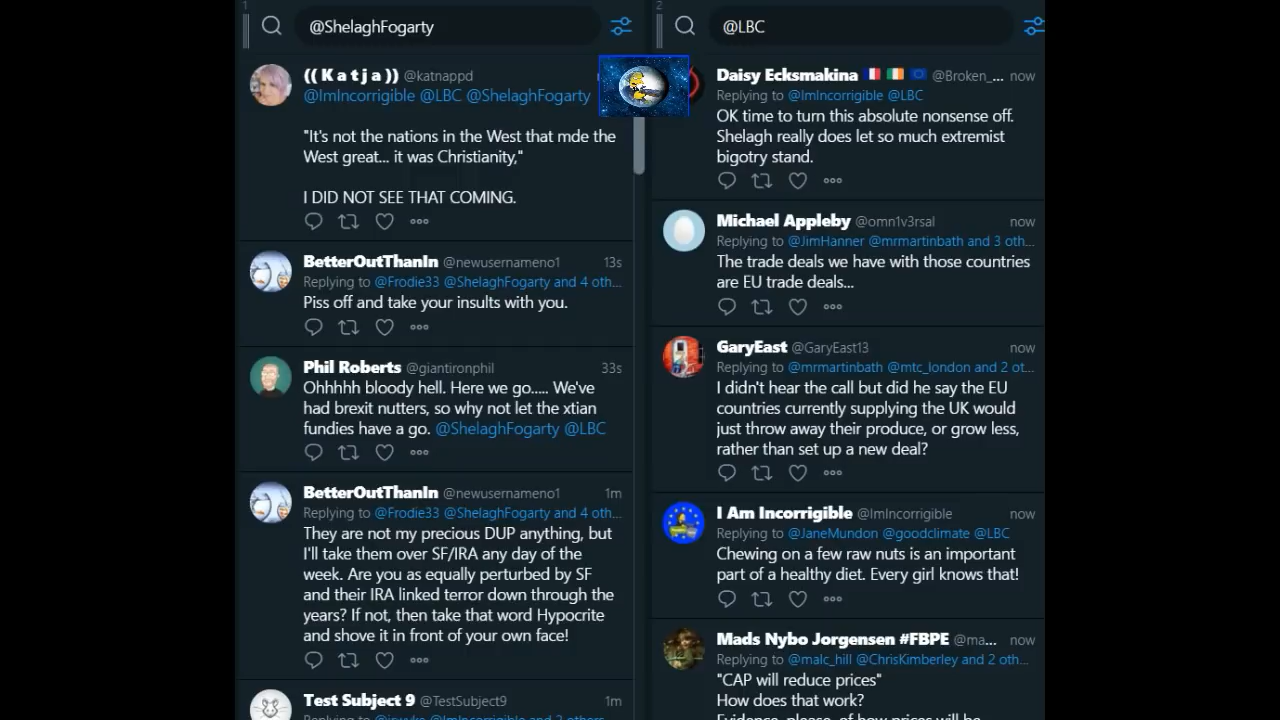 1
@ShelaghFogarty
(( K a t j a )) @katnappd
@ImIncorrigible @LBC @ShelaghFogarty
"It's not the nations in the West that mde the
West great... it was Christianity,"
I DID NOT SEE THAT COMING.
BetterOutThanIn @newusernameno1 13s
Replying to @Frodie33 @ShelaghFogarty and 4 oth...
Piss off and take your insults with you.
Phil Roberts @giantironphil 33s
Ohhhhh bloody hell. Here we go..... We've
had brexit nutters, so why not let the xtian
fundies have a go. @ShelaghFogarty @LBC
BetterOutThanIn @newusernameno1 1m
Replying to @Frodie33 @ShelaghFogarty and 4 oth...
They are not my precious DUP anything, but
I'll take them over SF/IRA any day of the
week. Are you as equally perturbed by SF
and their IRA linked terror down through the
years? If not, then take that word Hypocrite
and shove it in front of your own face!
Test Subject 9 @TestSubject9 1m
Replying to @ImIncorrigible and 2 others
2
@LBC
Daisy Ecksmakina @Broken_... now
Replying to @ImIncorrigible @LBC
OK time to turn this absolute nonsense off.
Shelagh really does let so much extremist
bigotry stand.
Michael Appleby @omn1v3rsal now
Replying to @JimHanner @mrmartinbath and 3 oth...
The trade deals we have with those countries
are EU trade deals...
GaryEast @GaryEast13 now
Replying to @mrmartinbath @mtc_london and 2 ot...
I didn't hear the call but did he say the EU
countries currently supplying the UK would
just throw away their produce, or grow less,
rather than set up a new deal?
I Am Incorrigible @ImIncorrigible now
Replying to @JaneMundon @goodclimate @LBC
Chewing on a few raw nuts is an important
part of a healthy diet. Every girl knows that!
Mads Nybo Jorgensen #FBPE @ma... now
Replying to @malc_hill @ChrisKimberley and 2 oth...
"CAP will reduce prices"
How does that work?
Evidence, please, of how prices will be